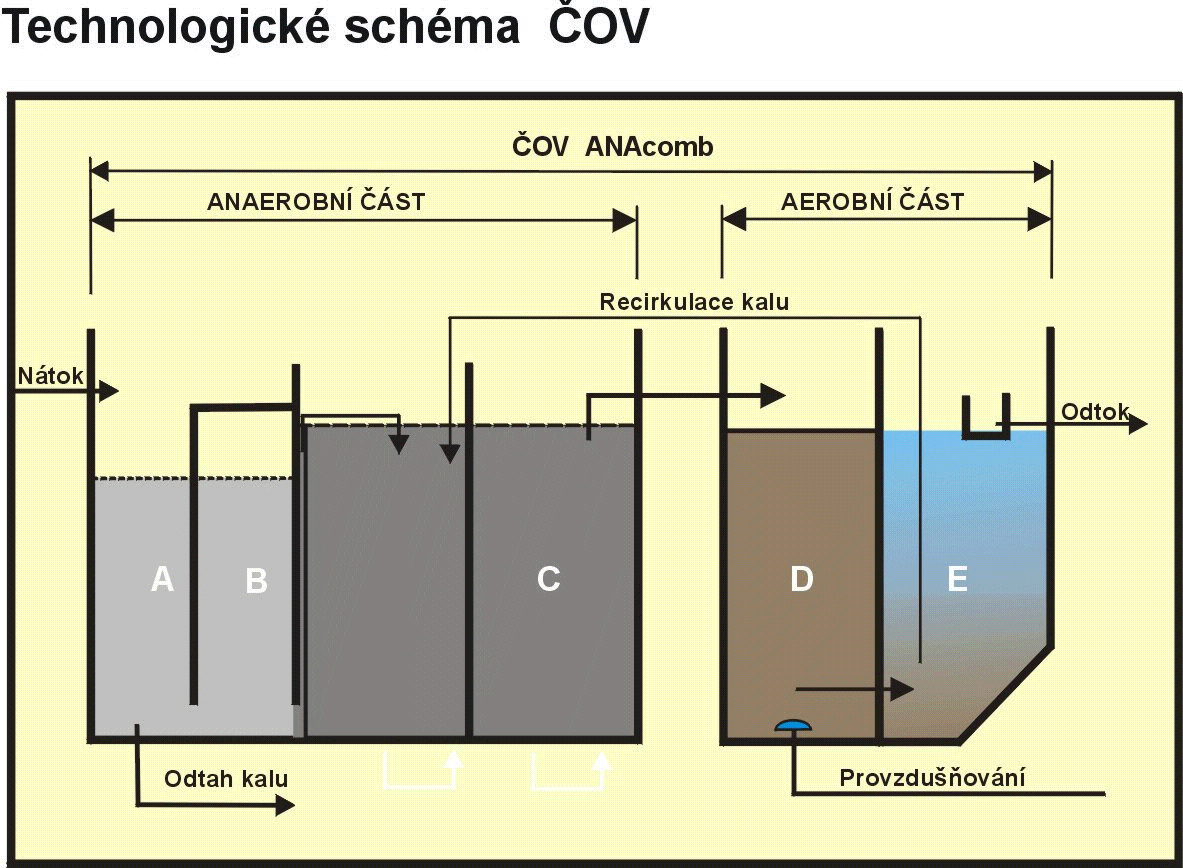 Technologické schéma ČOV
ČOV ANAcomb
ANAEROBNÍ ČÁST
AEROBNÍ ČÁST
Recirkulace kalu
Nátok
Odtok
A
B
C
D
E
Odtah kalu
Provzdušňování